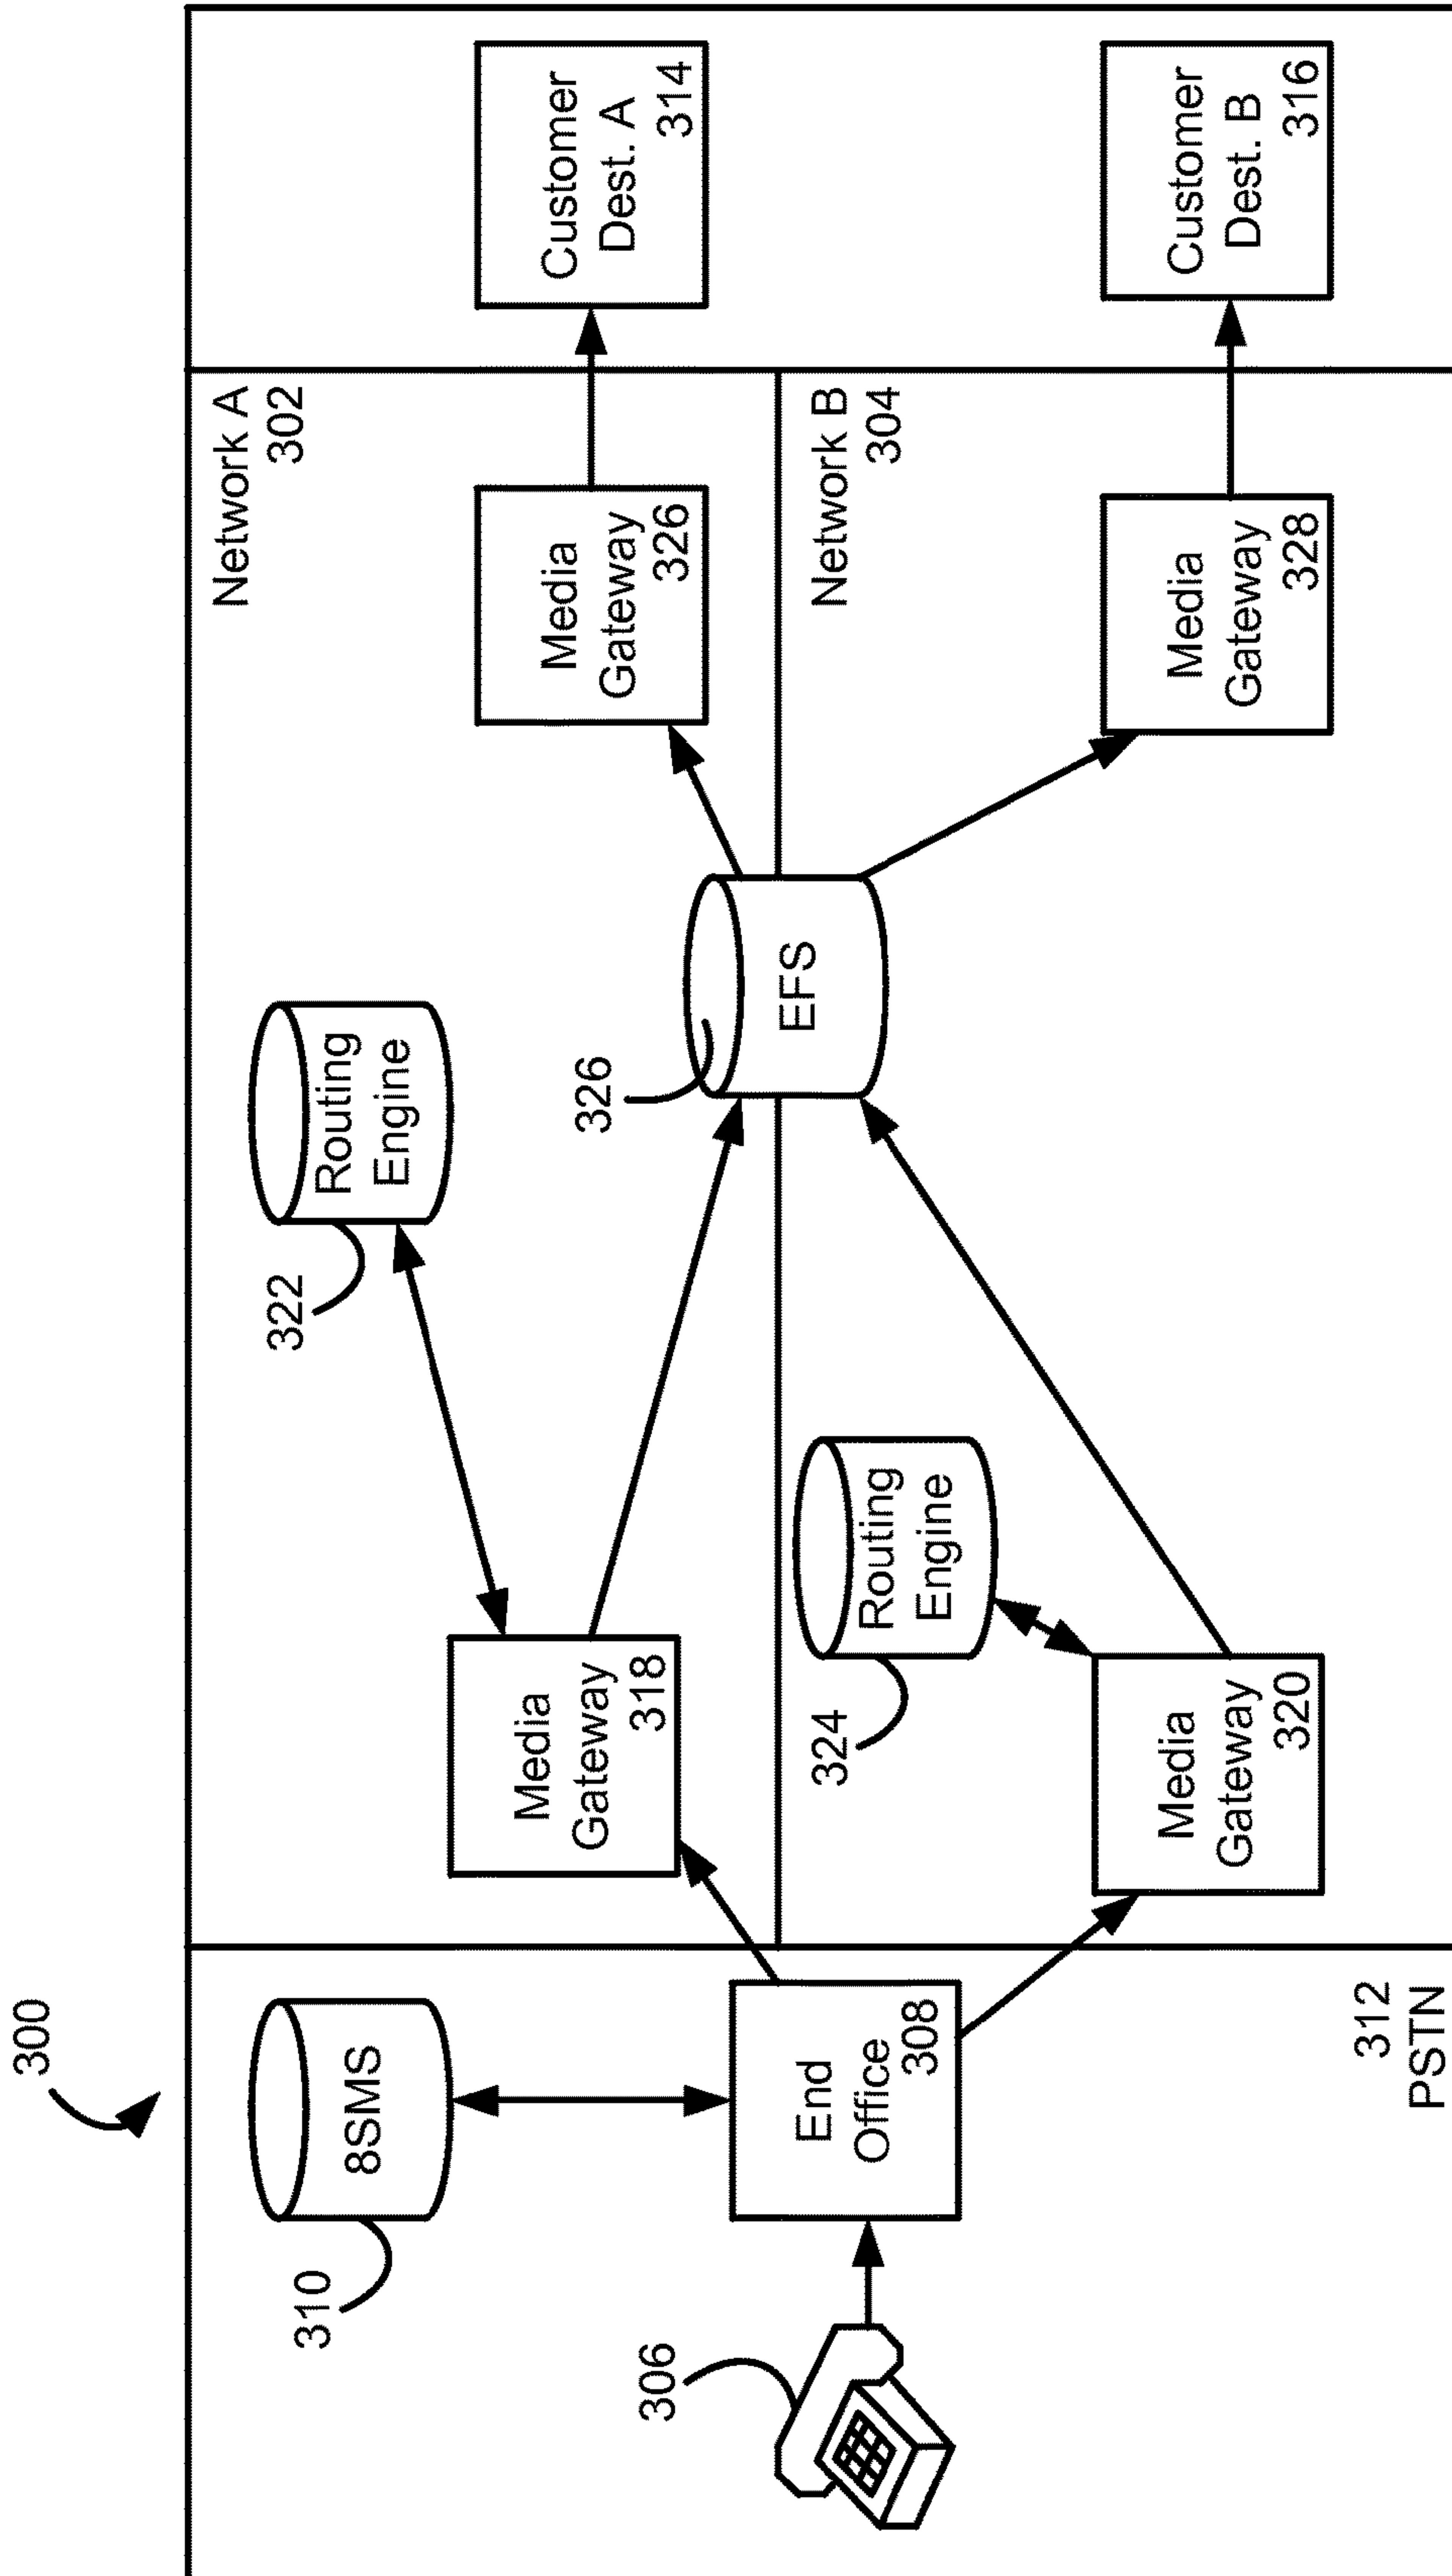 300
8SMS
310
306
End
Office
308
312
PSTN
Network A
302
Media
Gateway
318
322
Routing
Engine
326
EFS
Media
Gateway
326
Network B
304
324
Routing
Engine
Media
Gateway
320
Media
Gateway
328
Customer
Dest. A
314
Customer
Dest. B
316